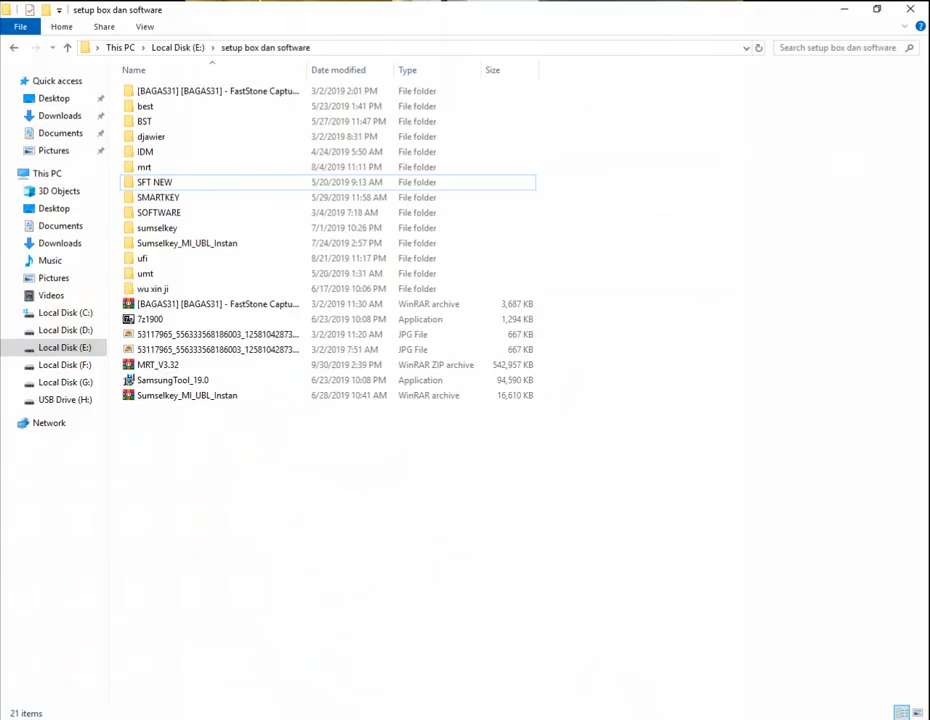 setup box dan software
File Home Share View
This PC Local Disk (E:) setup box dan software Search setup box dan software
Name Date modified Type Size
Quick access
Desktop
Downloads
Documents
Pictures
This PC
3D Objects
Desktop
Documents
Downloads
Music
Pictures
Videos
Local Disk (C:)
Local Disk (D:)
Local Disk (E:)
Local Disk (F:)
Local Disk (G:)
USB Drive (H:)
Network
[BAGAS31] [BAGAS31] - FastStone Captu... 3/2/2019 2:01 PM File folder
best 5/23/2019 1:41 PM File folder
BST 5/27/2019 11:47 PM File folder
djawier 3/2/2019 8:31 PM File folder
IDM 4/24/2019 5:50 AM File folder
mrt 8/4/2019 11:11 PM File folder
SFT NEW 5/20/2019 9:13 AM File folder
SMARTKEY 5/29/2019 11:58 AM File folder
SOFTWARE 3/4/2019 7:18 AM File folder
sumselkey 7/1/2019 10:26 PM File folder
Sumselkey_MI_UBL_Instan 7/24/2019 2:57 PM File folder
ufi 8/21/2019 11:17 PM File folder
umt 5/20/2019 1:31 AM File folder
wu xin ji 6/17/2019 10:06 PM File folder
[BAGAS31] [BAGAS31] - FastStone Captu... 3/2/2019 11:30 AM WinRAR archive 3,687 KB
7z1900 6/23/2019 10:08 PM Application 1,294 KB
53117965_556333568186003_12581042873... 3/2/2019 11:20 AM JPG File 667 KB
53117965_556333568186003_12581042873... 3/2/2019 7:51 AM JPG File 667 KB
MRT_V3.32 9/30/2019 2:39 PM WinRAR ZIP archive 542,957 KB
SamsungTool_19.0 6/23/2019 10:08 PM Application 94,590 KB
Sumselkey_MI_UBL_Instan 6/28/2019 10:41 AM WinRAR archive 16,610 KB
21 items